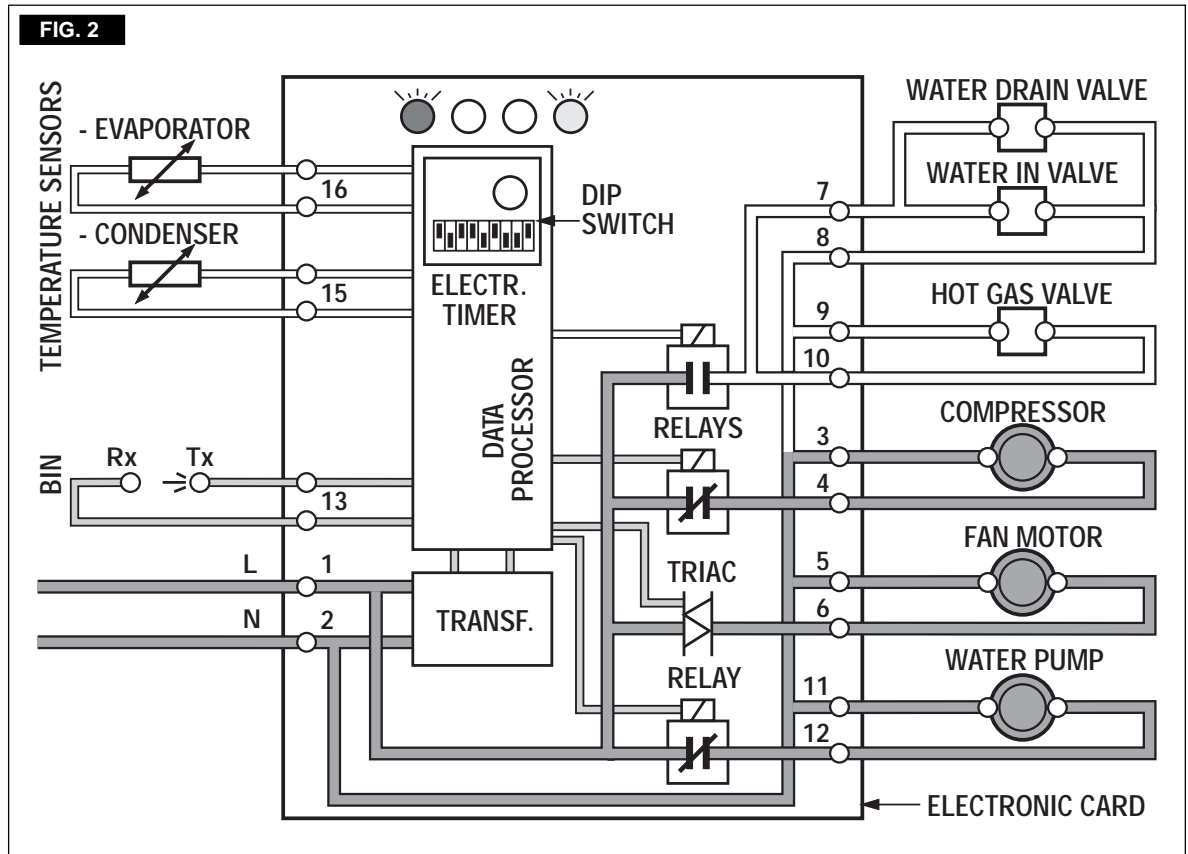 FIG. 2
TEMPERATURE SENSORS
- EVAPORATOR
16
- CONDENSER
15
BIN
Rx
Tx
13
L
1
N
2
DIP
SWITCH
ELECTR.
TIMER
DATA
PROCESSOR
TRANSF.
RELAYS
TRIAC
RELAY
7
8
9
10
3
4
5
6
11
12
WATER DRAIN VALVE
WATER IN VALVE
HOT GAS VALVE
COMPRESSOR
FAN MOTOR
WATER PUMP
ELECTRONIC CARD